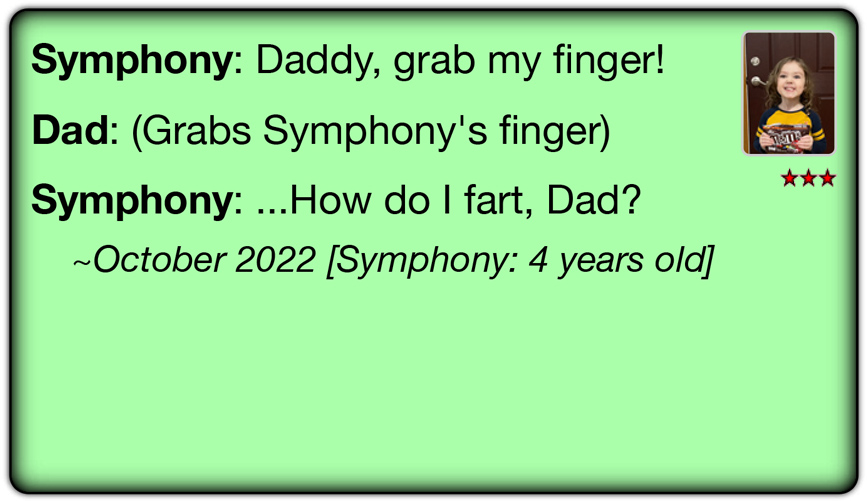 Symphony: Daddy, grab my finger!
Dad: (Grabs Symphony's finger)
Symphony: ...How do I fart, Dad?
~October 2022 [Symphony: 4 years old]